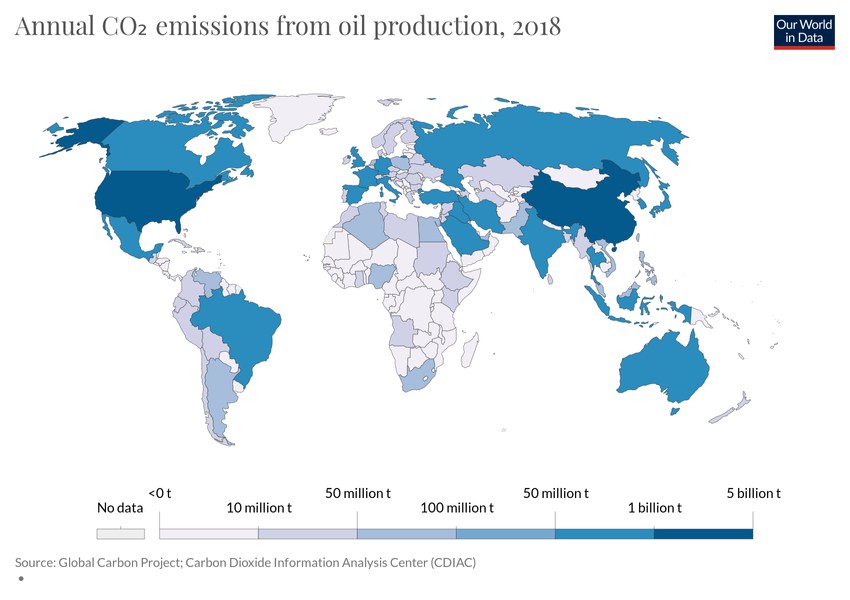 Annual CO₂ emissions from oil production, 2018
Our World
in Data
<0 t
50 million t
50 million t
5 billion t
No data
10 million t
100 million t
1 billion t
Source: Global Carbon Project; Carbon Dioxide Information Analysis Center (CDIAC)
•